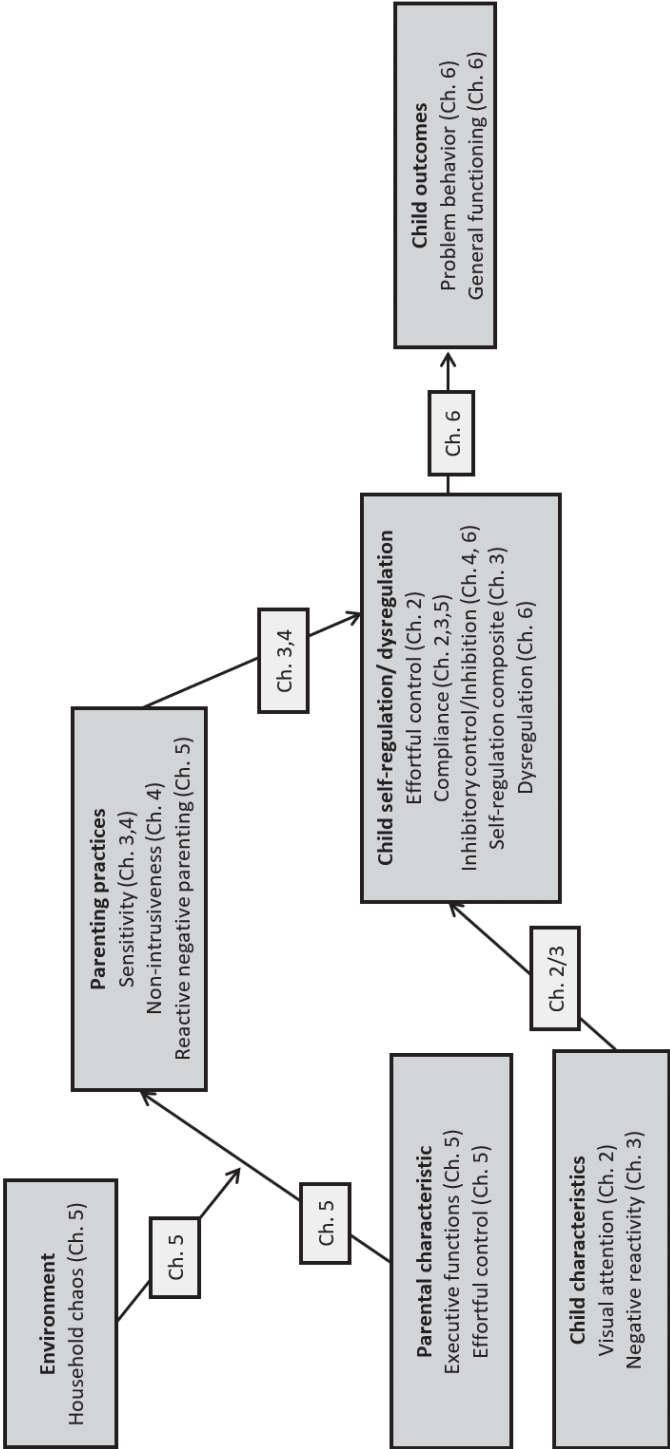 Environment
Household chaos (Ch. 5)
Ch. 5
Parental characteristic
Executive functions (Ch. 5)
Effortful control (Ch. 5)
Ch. 5
Child characteristics
Visual attention (Ch. 2)
Negative reactivity (Ch. 3)
Ch. 2/3
Parenting practices
Sensitivity (Ch. 3,4)
Non-intrusiveness (Ch. 4)
Reactive negative parenting (Ch. 5)
Ch. 3,4
Child self-regulation/ dysregulation
Effortful control (Ch. 2)
Compliance (Ch. 2,3,5)
Inhibitory control/Inhibition (Ch. 4, 6)
Self-regulation composite (Ch. 3)
Dysregulation (Ch. 6)
Ch. 6
Child outcomes
Problem behavior (Ch. 6)
General functioning (Ch. 6)